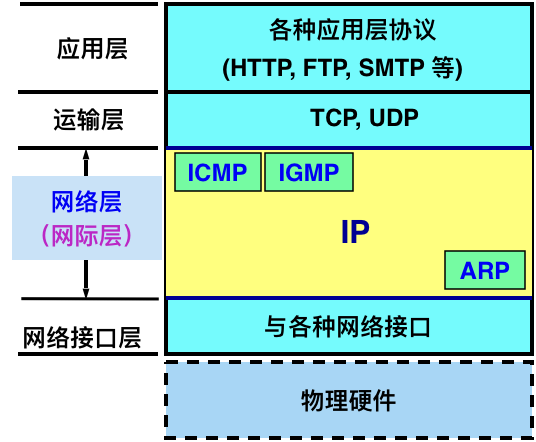 应用层
各种应用层协议
(HTTP, FTP, SMTP 等)
运输层
TCP, UDP
ICMP
IGMP
网络层
(网际层)
IP
ARP
网络接口层
与各种网络接口
物理硬件